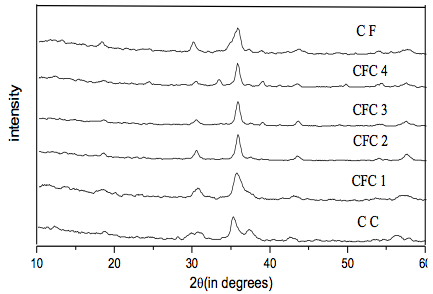 C F
CFC 4
CFC 3
CFC 2
CFC 1
C C
intensity
10 20 30 40 50 60
2θ(in degrees)